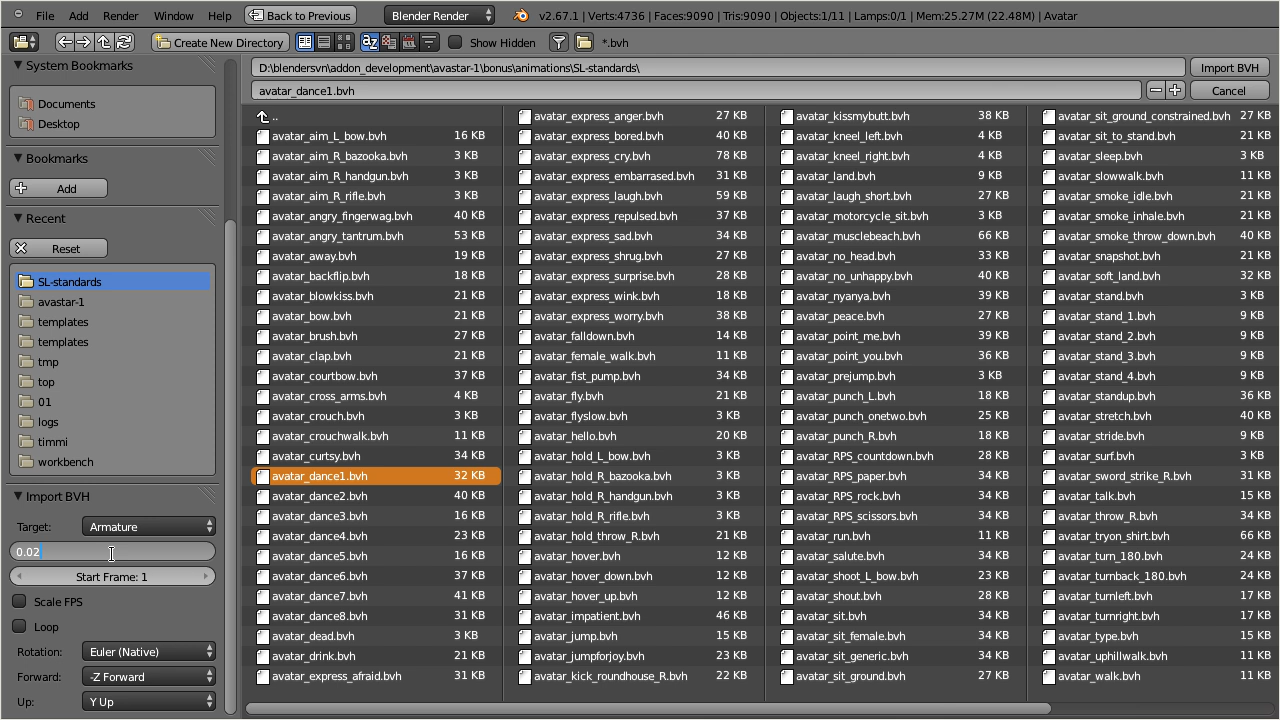 File Add Render Window Help Back to Previous Blender Render v2.67.1 | Verts:4736 | Faces:9090 | Tris:9090 | Objects:1/11 | Lamps:0/1 | Mem:25.27M (22.48M) | Avatar
Create New Directory Show Hidden *.bvh
System Bookmarks
Documents
Desktop
Bookmarks
Add
Recent
Reset
SL-standards
avastar-1
templates
templates
tmp
top
01
logs
timmi
workbench
Import BVH
Target: Armature
0.02
Start Frame: 1
Scale FPS
Loop
Rotation: Euler (Native)
Forward: -Z Forward
Up: Y Up
D:\blendersvn\addon_development\avastar-1\bonus\animations\SL-standards\ Import BVH
avatar_dance1.bvh Cancel
..
avatar_aim_L_bow.bvh 16 KB
avatar_aim_R_bazooka.bvh 3 KB
avatar_aim_R_handgun.bvh 3 KB
avatar_aim_R_rifle.bvh 3 KB
avatar_angry_fingerwag.bvh 40 KB
avatar_angry_tantrum.bvh 53 KB
avatar_away.bvh 19 KB
avatar_backflip.bvh 18 KB
avatar_blowkiss.bvh 21 KB
avatar_bow.bvh 21 KB
avatar_brush.bvh 27 KB
avatar_clap.bvh 21 KB
avatar_courtbow.bvh 37 KB
avatar_cross_arms.bvh 4 KB
avatar_crouch.bvh 3 KB
avatar_crouchwalk.bvh 11 KB
avatar_curtsy.bvh 34 KB
avatar_dance1.bvh 32 KB
avatar_dance2.bvh 40 KB
avatar_dance3.bvh 16 KB
avatar_dance4.bvh 23 KB
avatar_dance5.bvh 16 KB
avatar_dance6.bvh 37 KB
avatar_dance7.bvh 41 KB
avatar_dance8.bvh 31 KB
avatar_dead.bvh 3 KB
avatar_drink.bvh 21 KB
avatar_express_afraid.bvh 31 KB
avatar_express_anger.bvh 27 KB
avatar_express_bored.bvh 40 KB
avatar_express_cry.bvh 78 KB
avatar_express_embarrased.bvh 31 KB
avatar_express_laugh.bvh 59 KB
avatar_express_repulsed.bvh 37 KB
avatar_express_sad.bvh 34 KB
avatar_express_shrug.bvh 27 KB
avatar_express_surprise.bvh 28 KB
avatar_express_wink.bvh 18 KB
avatar_express_worry.bvh 38 KB
avatar_falldown.bvh 14 KB
avatar_female_walk.bvh 11 KB
avatar_fist_pump.bvh 34 KB
avatar_fly.bvh 21 KB
avatar_flyslow.bvh 3 KB
avatar_hello.bvh 20 KB
avatar_hold_L_bow.bvh 3 KB
avatar_hold_R_bazooka.bvh 3 KB
avatar_hold_R_handgun.bvh 3 KB
avatar_hold_R_rifle.bvh 3 KB
avatar_hold_throw_R.bvh 21 KB
avatar_hover.bvh 12 KB
avatar_hover_down.bvh 12 KB
avatar_hover_up.bvh 12 KB
avatar_impatient.bvh 46 KB
avatar_jump.bvh 15 KB
avatar_jumpforjoy.bvh 23 KB
avatar_kick_roundhouse_R.bvh 22 KB
avatar_kissmybutt.bvh 38 KB
avatar_kneel_left.bvh 4 KB
avatar_kneel_right.bvh 4 KB
avatar_land.bvh 9 KB
avatar_laugh_short.bvh 27 KB
avatar_motorcycle_sit.bvh 3 KB
avatar_musclebeach.bvh 66 KB
avatar_no_head.bvh 33 KB
avatar_no_unhappy.bvh 40 KB
avatar_nyanya.bvh 39 KB
avatar_peace.bvh 27 KB
avatar_point_me.bvh 39 KB
avatar_point_you.bvh 36 KB
avatar_prejump.bvh 3 KB
avatar_punch_L.bvh 18 KB
avatar_punch_onetwo.bvh 25 KB
avatar_punch_R.bvh 18 KB
avatar_RPS_countdown.bvh 28 KB
avatar_RPS_paper.bvh 34 KB
avatar_RPS_rock.bvh 34 KB
avatar_RPS_scissors.bvh 34 KB
avatar_run.bvh 11 KB
avatar_salute.bvh 34 KB
avatar_shoot_L_bow.bvh 23 KB
avatar_shout.bvh 28 KB
avatar_sit.bvh 34 KB
avatar_sit_female.bvh 34 KB
avatar_sit_generic.bvh 34 KB
avatar_sit_ground.bvh 27 KB
avatar_sit_ground_constrained.bvh 27 KB
avatar_sit_to_stand.bvh 21 KB
avatar_sleep.bvh 3 KB
avatar_slowwalk.bvh 11 KB
avatar_smoke_idle.bvh 21 KB
avatar_smoke_inhale.bvh 21 KB
avatar_smoke_throw_down.bvh 40 KB
avatar_snapshot.bvh 21 KB
avatar_soft_land.bvh 32 KB
avatar_stand.bvh 3 KB
avatar_stand_1.bvh 9 KB
avatar_stand_2.bvh 9 KB
avatar_stand_3.bvh 9 KB
avatar_stand_4.bvh 9 KB
avatar_standup.bvh 36 KB
avatar_stretch.bvh 40 KB
avatar_stride.bvh 9 KB
avatar_surf.bvh 3 KB
avatar_sword_strike_R.bvh 31 KB
avatar_talk.bvh 15 KB
avatar_throw_R.bvh 34 KB
avatar_tryon_shirt.bvh 66 KB
avatar_turn_180.bvh 24 KB
avatar_turnback_180.bvh 24 KB
avatar_turnleft.bvh 17 KB
avatar_turnright.bvh 17 KB
avatar_type.bvh 15 KB
avatar_uphillwalk.bvh 11 KB
avatar_walk.bvh 11 KB